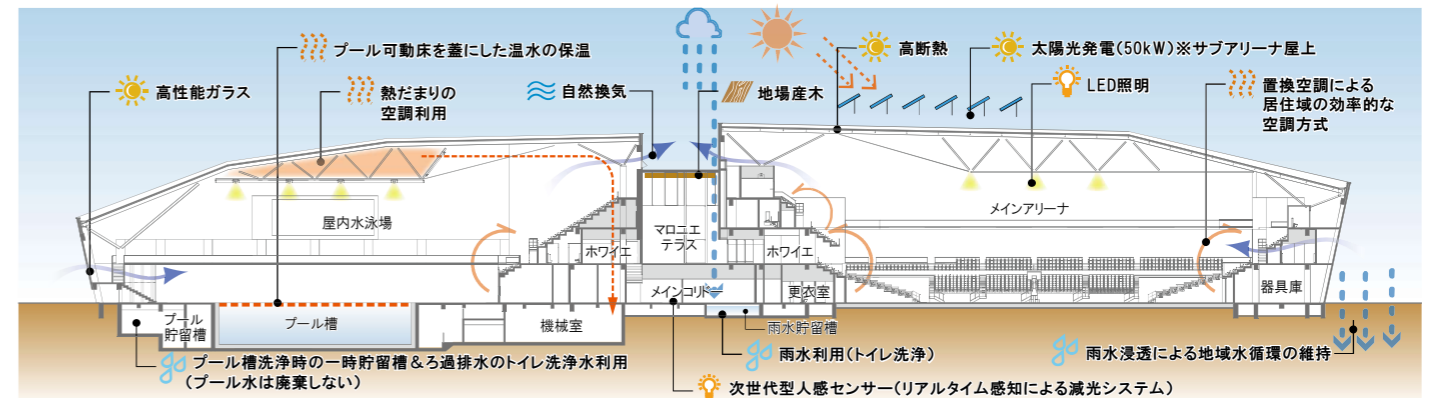 プール可動床を蓋にした温水の保温
高断熱
太陽光発電(50kW)※サブアリーナ屋上
高性能ガラス
熱だまりの
空調利用
自然換気
地場産木
LED照明
置換空調による
居住域の効率的な
空調方式
屋内水泳場
ホワイエ
マロニエ
テラス
ホワイエ
メインアリーナ
メインコリドー
更衣室
器具庫
プール
貯留槽
プール槽
機械室
雨水貯留槽
プール槽洗浄時の一時貯留槽&ろ過排水のトイレ洗浄水利用
(プール水は廃棄しない)
雨水利用(トイレ洗浄)
雨水浸透による地域水循環の維持
次世代型人感センサー(リアルタイム感知による減光システム)